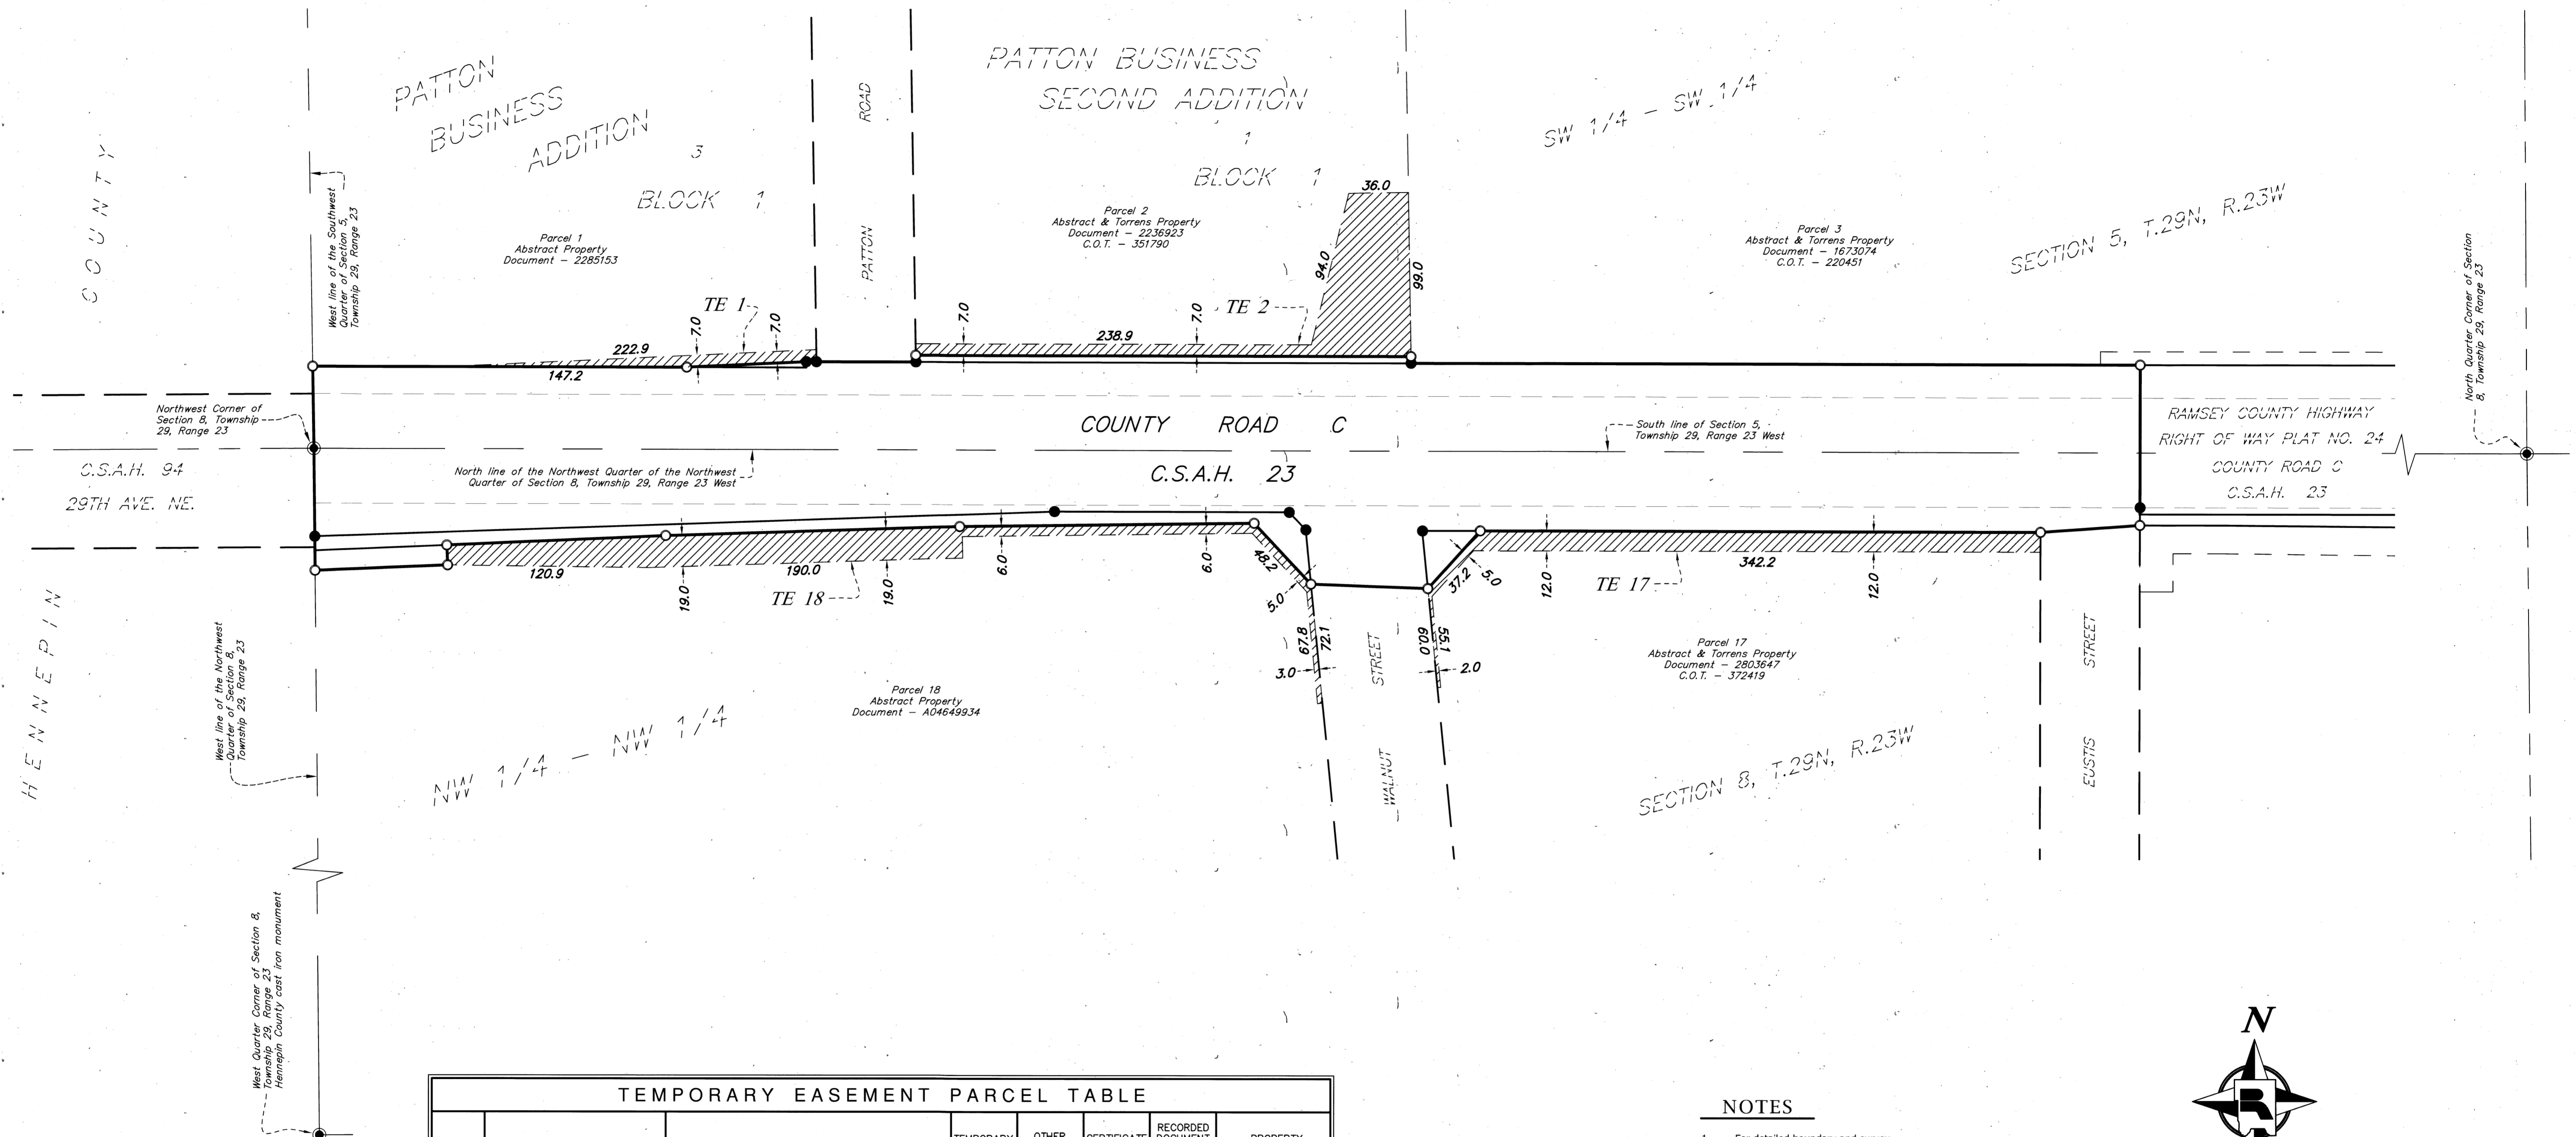 COUNTY
HENNEPIN
PATTON
BUSINESS
ADDITION
3
BLOCK 1
West line of the Southwest
Quarter of Section 5,
Township 29, Range 23
Parcel 1
Abstract Property
Document - 2285153
TE 1
7.0
7.0
222.9
147.2
ROAD
PATTON
PATTON BUSINESS
SECOND ADDITION
1
BLOCK 1
Parcel 2
Abstract & Torrens Property
Document - 2236923
C.O.T. - 351790
36.0
94.0
99.0
7.0
7.0
TE 2
238.9
SW 1/4 - SW 1/4
Parcel 3
Abstract & Torrens Property
Document - 1673074
C.O.T. - 220451
SECTION 5, T.29N, R.23W
North Quarter Corner of Section
8, Township 29, Range 23
Northwest Corner of
Section 8, Township
29, Range 23
C.S.A.H. 94
29TH AVE. NE.
North line of the Northwest Quarter of the Northwest
Quarter of Section 8, Township 29, Range 23 West
COUNTY ROAD C
C.S.A.H. 23
South line of Section 5,
Township 29, Range 23 West
RAMSEY COUNTY HIGHWAY
RIGHT OF WAY PLAT NO. 24
COUNTY ROAD C
C.S.A.H. 23
120.9
19.0
190.0
TE 18
19.0
6.0
6.0
48.2
5.0
67.8
72.1
3.0
STREET
WALNUT
60.0
55.1
2.0
37.2
5.0
12.0
TE 17
342.2
12.0
West line of the Northwest
Quarter of Section 8,
Township 29, Range 23
Parcel 18
Abstract Property
Document - A04649934
NW 1/4 - NW 1/4
Parcel 17
Abstract & Torrens Property
Document - 2803647
C.O.T. - 372419
SECTION 8, T.29N, R.23W
STREET
EUSTIS
West Quarter Corner of Section 8,
Township 29, Range 23
Hennepin County cast iron monument
TEMPORARY EASEMENT PARCEL TABLE
TEMPORARY
OTHER
CERTIFICATE
RECORDED
DOCUMENT
PROPERTY
NOTES
1. For detailed boundary and survey
N
R